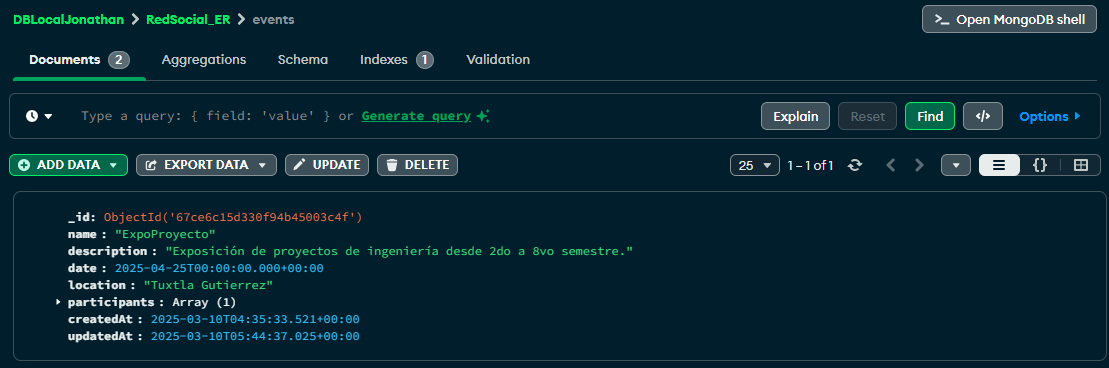 DBLocalJonathan > RedSocial_ER > events
>_ Open MongoDB shell
Documents 2 Aggregations Schema Indexes 1 Validation
Type a query: { field: 'value' } or Generate query
Explain Reset Find </> Options
ADD DATA EXPORT DATA UPDATE DELETE 25 1–1 of 1 {}
_id: ObjectId('67ce6c15d330f94b45003c4f')
name : "ExpoProyecto"
description : "Exposición de proyectos de ingeniería desde 2do a 8vo semestre."
date : 2025-04-25T00:00:00.000+00:00
location : "Tuxtla Gutierrez"
participants : Array (1)
createdAt : 2025-03-10T04:35:33.521+00:00
updatedAt : 2025-03-10T05:44:37.025+00:00